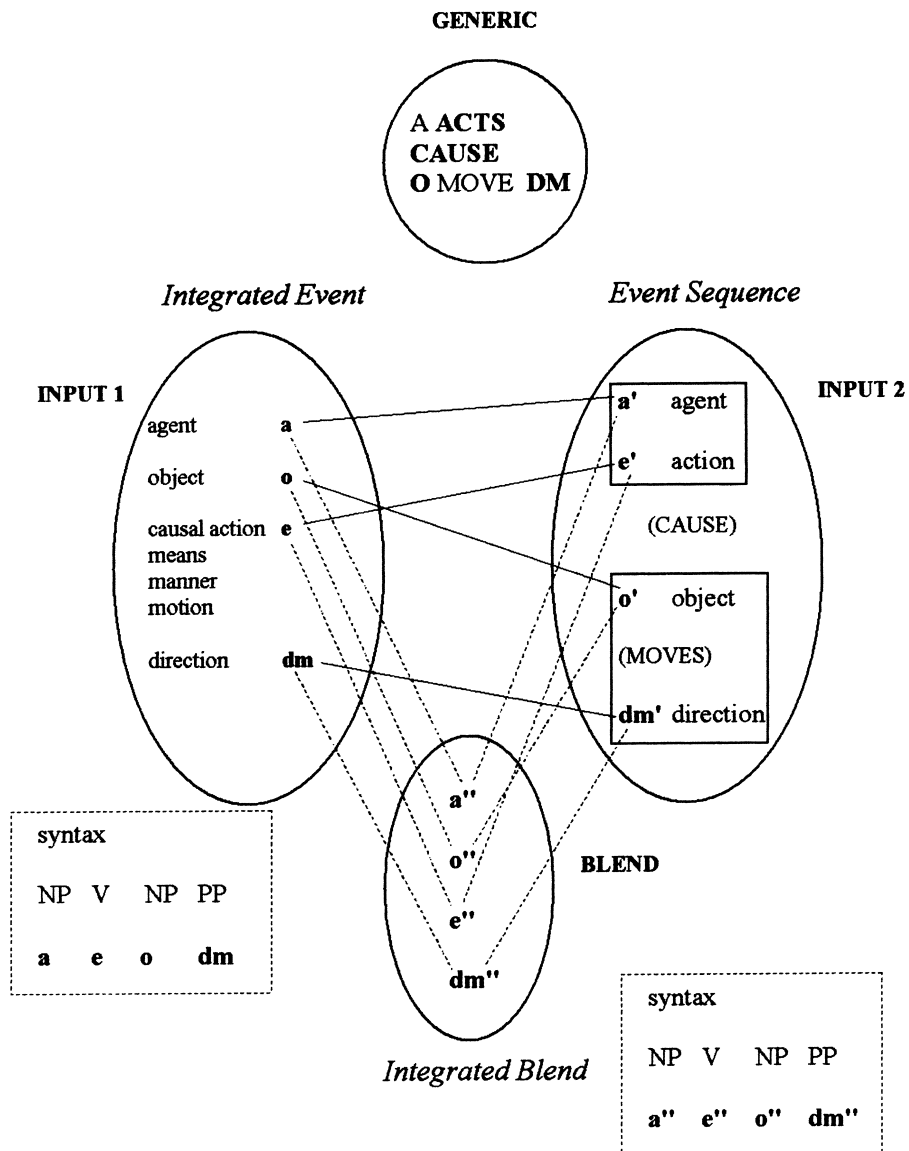 GENERIC
A ACTS
CAUSE
O MOVE DM
Integrated Event
Event Sequence
INPUT 1
INPUT 2
agent a
object o
causal action e
means
manner
motion
direction dm
a' agent
e' action
(CAUSE)
o' object
(MOVES)
dm' direction
a''
o''
e''
dm''
BLEND
Integrated Blend
syntax
NP V NP PP
a e o dm
syntax
NP V NP PP
a'' e'' o'' dm''